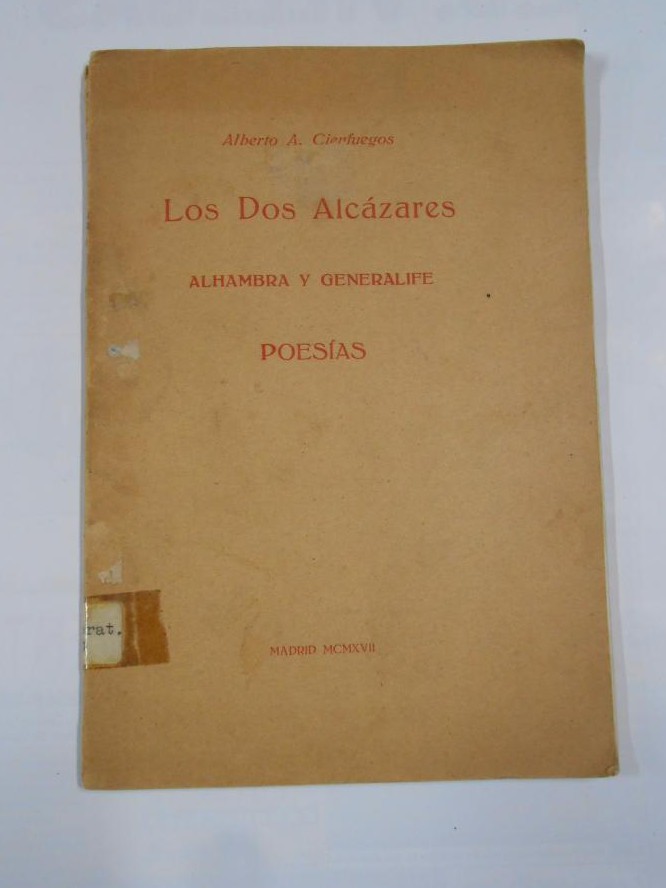 Alberto A. Cienfuegos
Los Dos Alcázares
ALHAMBRA Y GENERALIFE
POESÍAS
rat.
MADRID MCMXVII